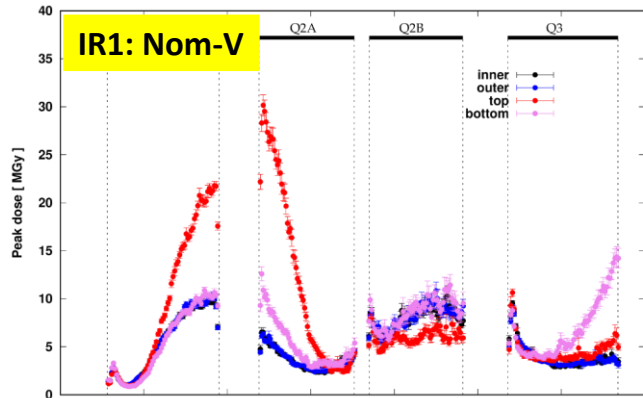 IR1: Nom-V
Q2A
Q2B
Q3
inner
outer
top
bottom
Peak dose [ MGy]
40
35
30
25
20
15
10
5
0